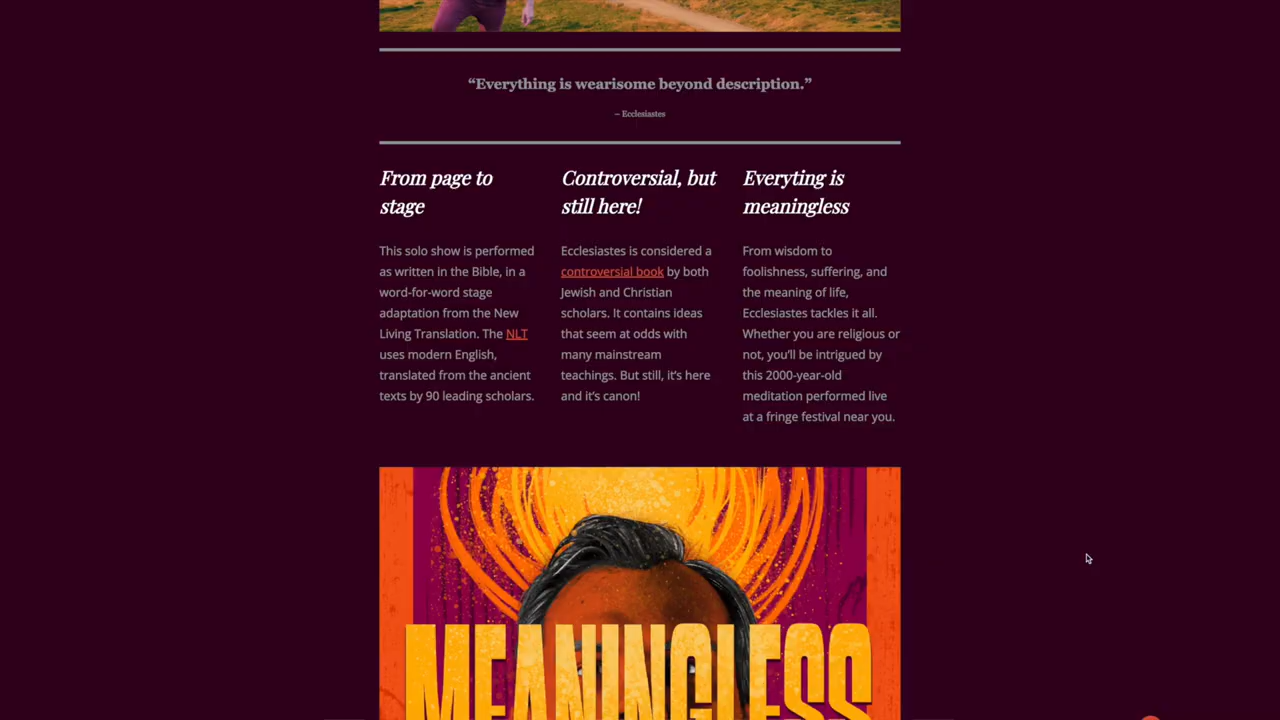 “Everything is wearisome beyond description.”
– Ecclesiastes
From page to
stage
This solo show is performed
as written in the Bible, in a
word-for-word stage
adaptation from the New
Living Translation. The NLT
uses modern English,
translated from the ancient
texts by 90 leading scholars.
Controversial, but
still here!
Ecclesiastes is considered a
controversial book by both
Jewish and Christian
scholars. It contains ideas
that seem at odds with
many mainstream
teachings. But still, it’s here
and it’s canon!
Everyting is
meaningless
From wisdom to
foolishness, suffering, and
the meaning of life,
Ecclesiastes tackles it all.
Whether you are religious or
not, you’ll be intrigued by
this 2000-year-old
meditation performed live
at a fringe festival near you.
MEANINGLESS